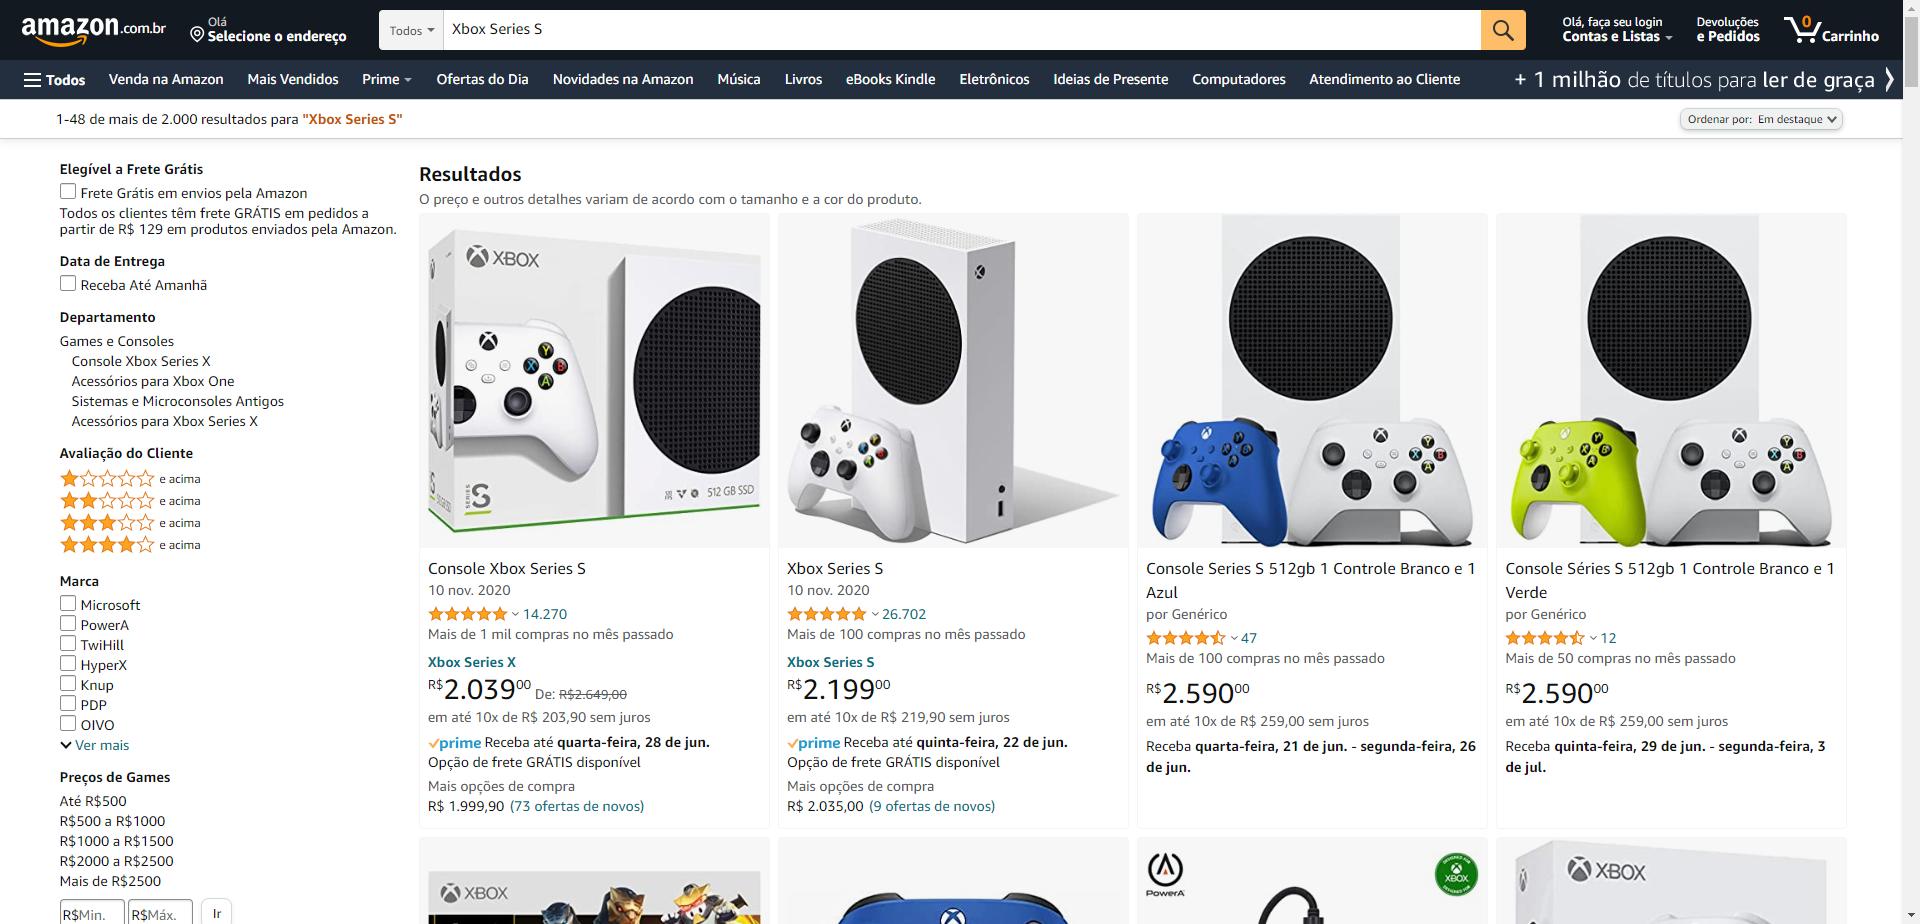 amazon.com.br
Olá
Selecione o endereço
Todos
Xbox Series S
Olá, faça seu login
Contas e Listas
Devoluções
e Pedidos
0
Carrinho
Todos
Venda na Amazon
Mais Vendidos
Prime
Ofertas do Dia
Novidades na Amazon
Música
Livros
eBooks Kindle
Eletrônicos
Ideias de Presente
Computadores
Atendimento ao Cliente
+ 1 milhão de títulos para ler de graça
1-48 de mais de 2.000 resultados para "Xbox Series S"
Ordenar por: Em destaque
Elegível a Frete Grátis
Frete Grátis em envios pela Amazon
Todos os clientes têm frete GRÁTIS em pedidos a
partir de R$ 129 em produtos enviados pela Amazon.
Data de Entrega
Receba Até Amanhã
Departamento
Games e Consoles
Console Xbox Series X
Acessórios para Xbox One
Sistemas e Microconsoles Antigos
Acessórios para Xbox Series X
Avaliação do Cliente
e acima
e acima
e acima
e acima
Marca
Microsoft
PowerA
TwiHill
HyperX
Knup
PDP
OIVO
Ver mais
Preços de Games
Até R$500
R$500 a R$1000
R$1000 a R$1500
R$2000 a R$2500
Mais de R$2500
R$Min.
R$Máx.
Ir
Resultados
O preço e outros detalhes variam de acordo com o tamanho e a cor do produto.
XBOX
Y
X
B
A
SERIES
S
512 GB SSD
Console Xbox Series S
10 nov. 2020
14.270
Mais de 1 mil compras no mês passado
Xbox Series X
R$2.03900 De: R$2.649,00
em até 10x de R$ 203,90 sem juros
prime Receba até quarta-feira, 28 de jun.
Opção de frete GRÁTIS disponível
Mais opções de compra
R$ 1.999,90 (73 ofertas de novos)
Xbox Series S
10 nov. 2020
26.702
Mais de 100 compras no mês passado
Xbox Series S
R$2.19900
em até 10x de R$ 219,90 sem juros
prime Receba até quinta-feira, 22 de jun.
Opção de frete GRÁTIS disponível
Mais opções de compra
R$ 2.035,00 (9 ofertas de novos)
Console Series S 512gb 1 Controle Branco e 1
Azul
por Genérico
47
Mais de 100 compras no mês passado
R$2.59000
em até 10x de R$ 259,00 sem juros
Receba quarta-feira, 21 de jun. - segunda-feira, 26
de jun.
Console Séries S 512gb 1 Controle Branco e 1
Verde
por Genérico
12
Mais de 50 compras no mês passado
R$2.59000
em até 10x de R$ 259,00 sem juros
Receba quinta-feira, 29 de jun. - segunda-feira, 3
de jul.
XBOX
POWERA
DESIGNED FOR
XBOX
XBOX